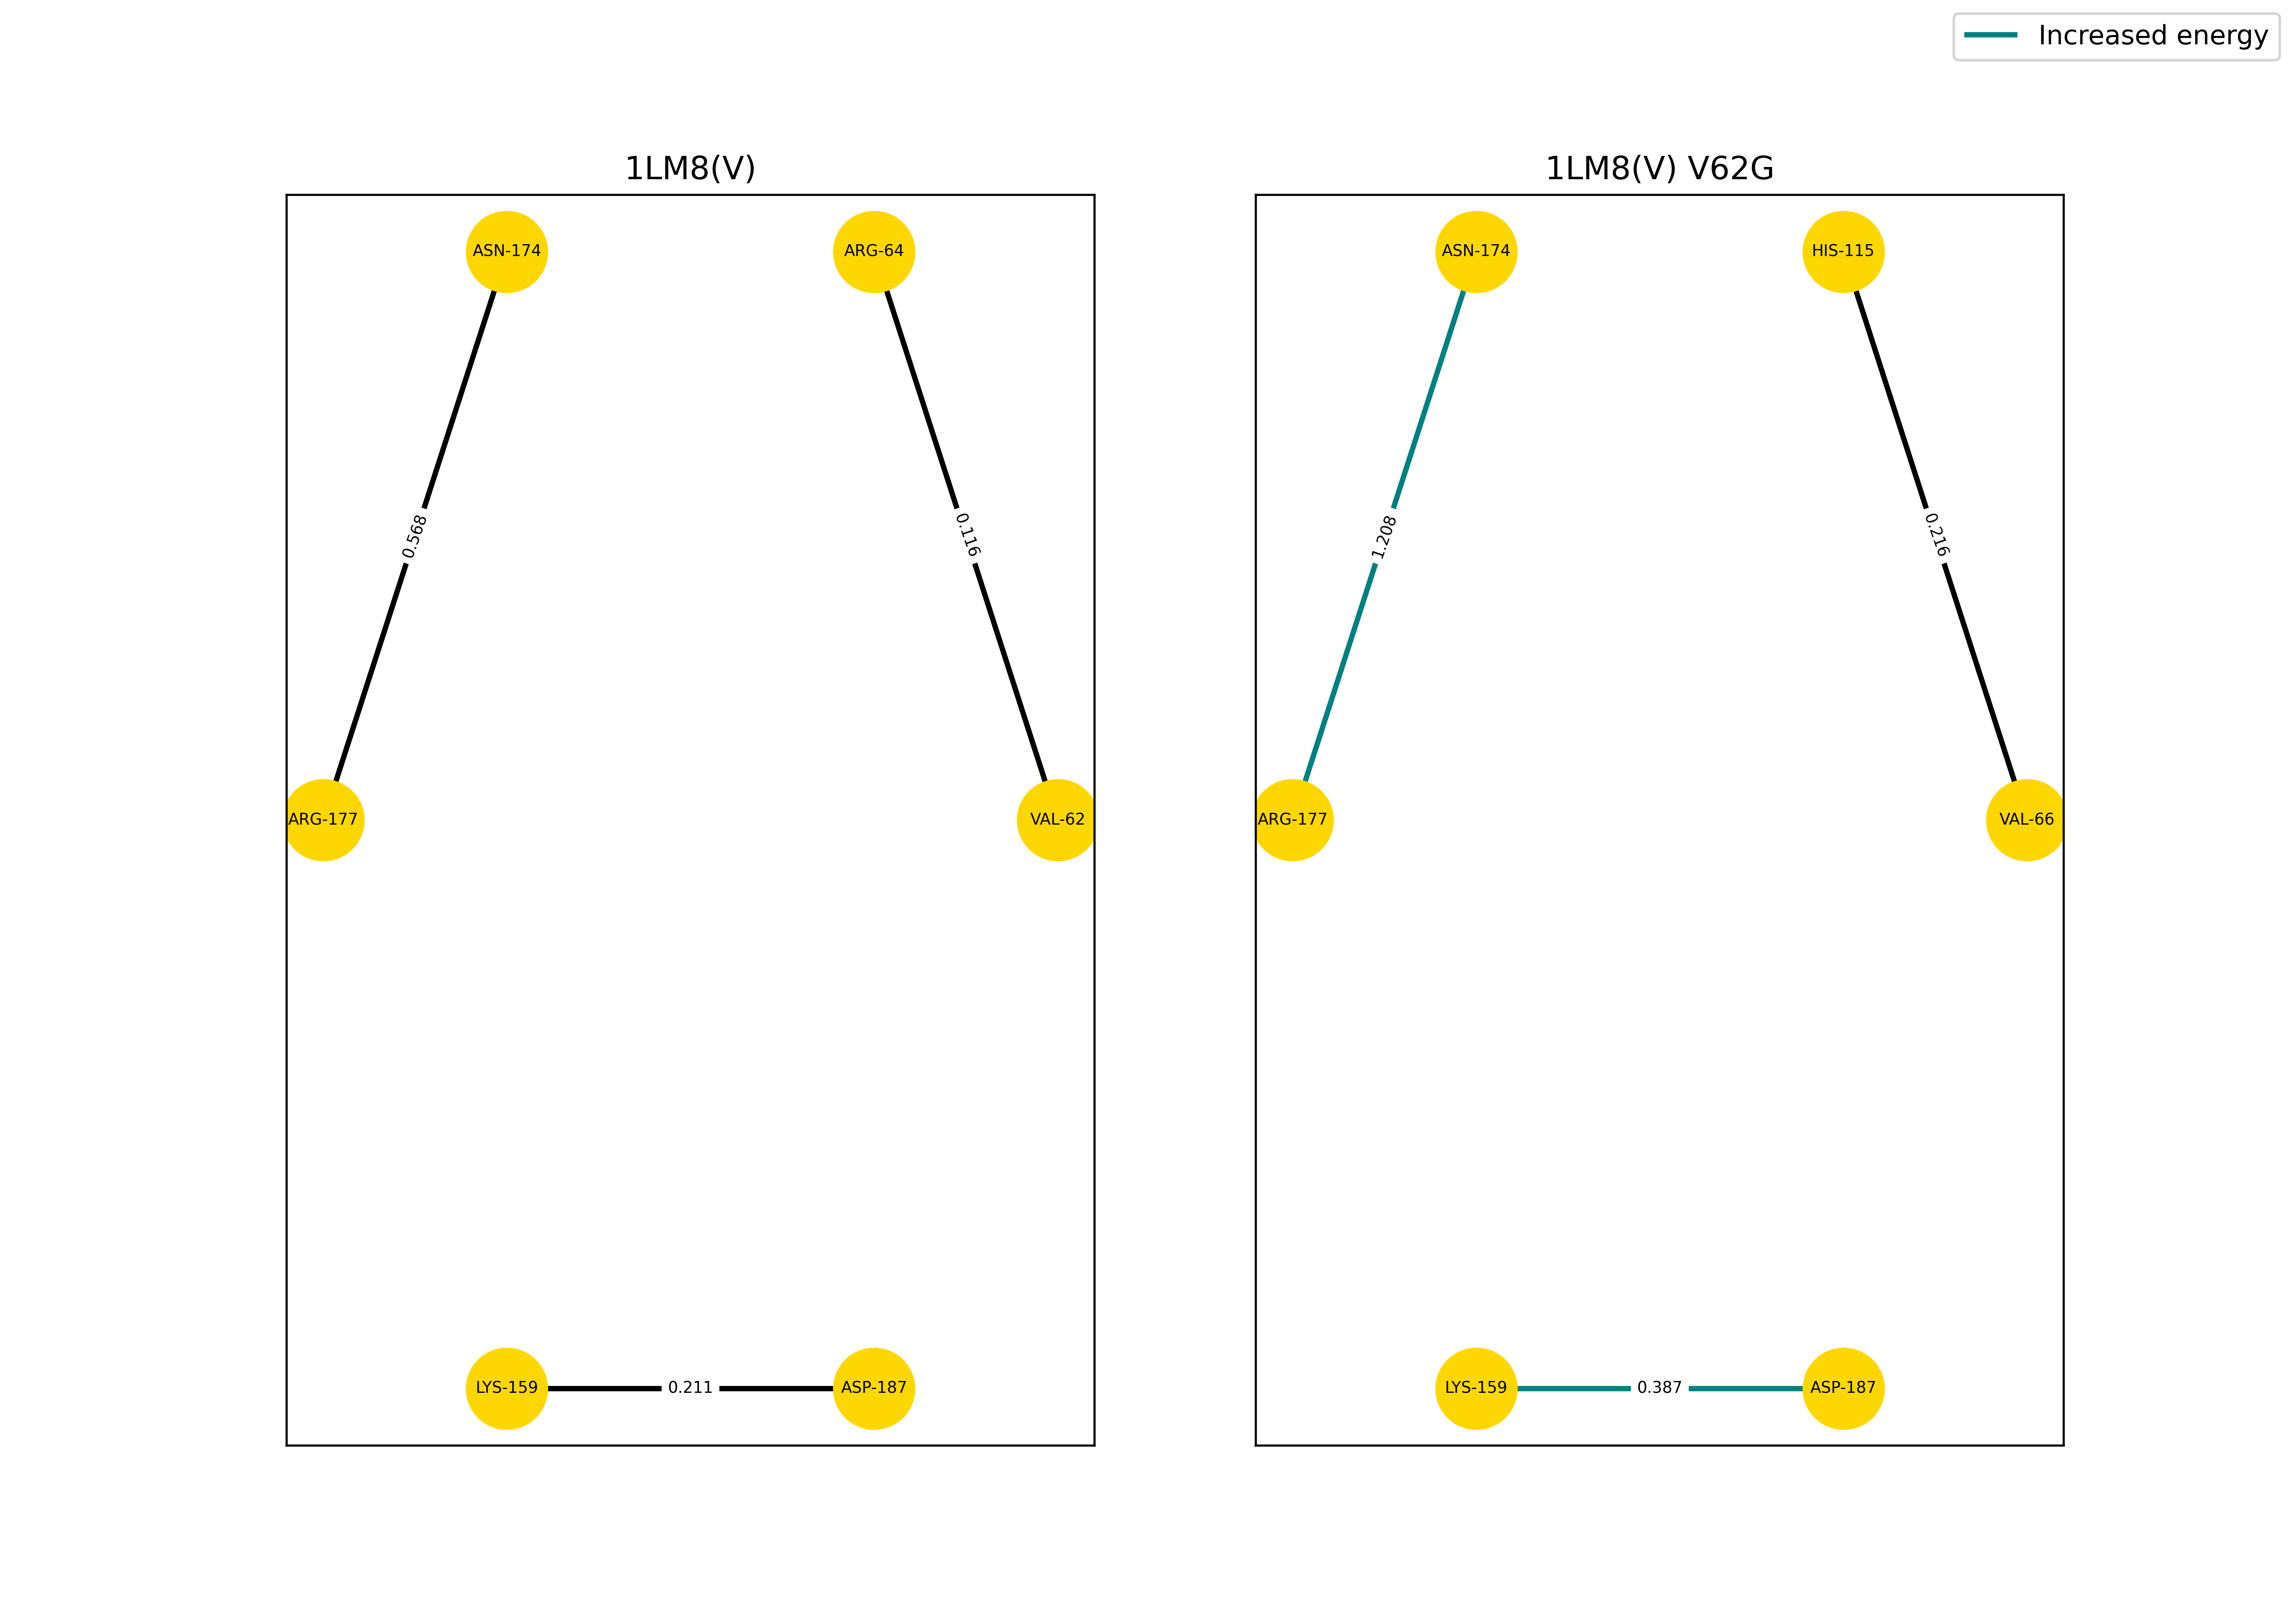 Increased energy
1LM8(V)
ASN-174
ARG-64
0.568
0.116
ARG-177
VAL-62
LYS-159
0.211
ASP-187
1LM8(V) V62G
ASN-174
HIS-115
1.208
0.216
ARG-177
VAL-66
LYS-159
0.387
ASP-187